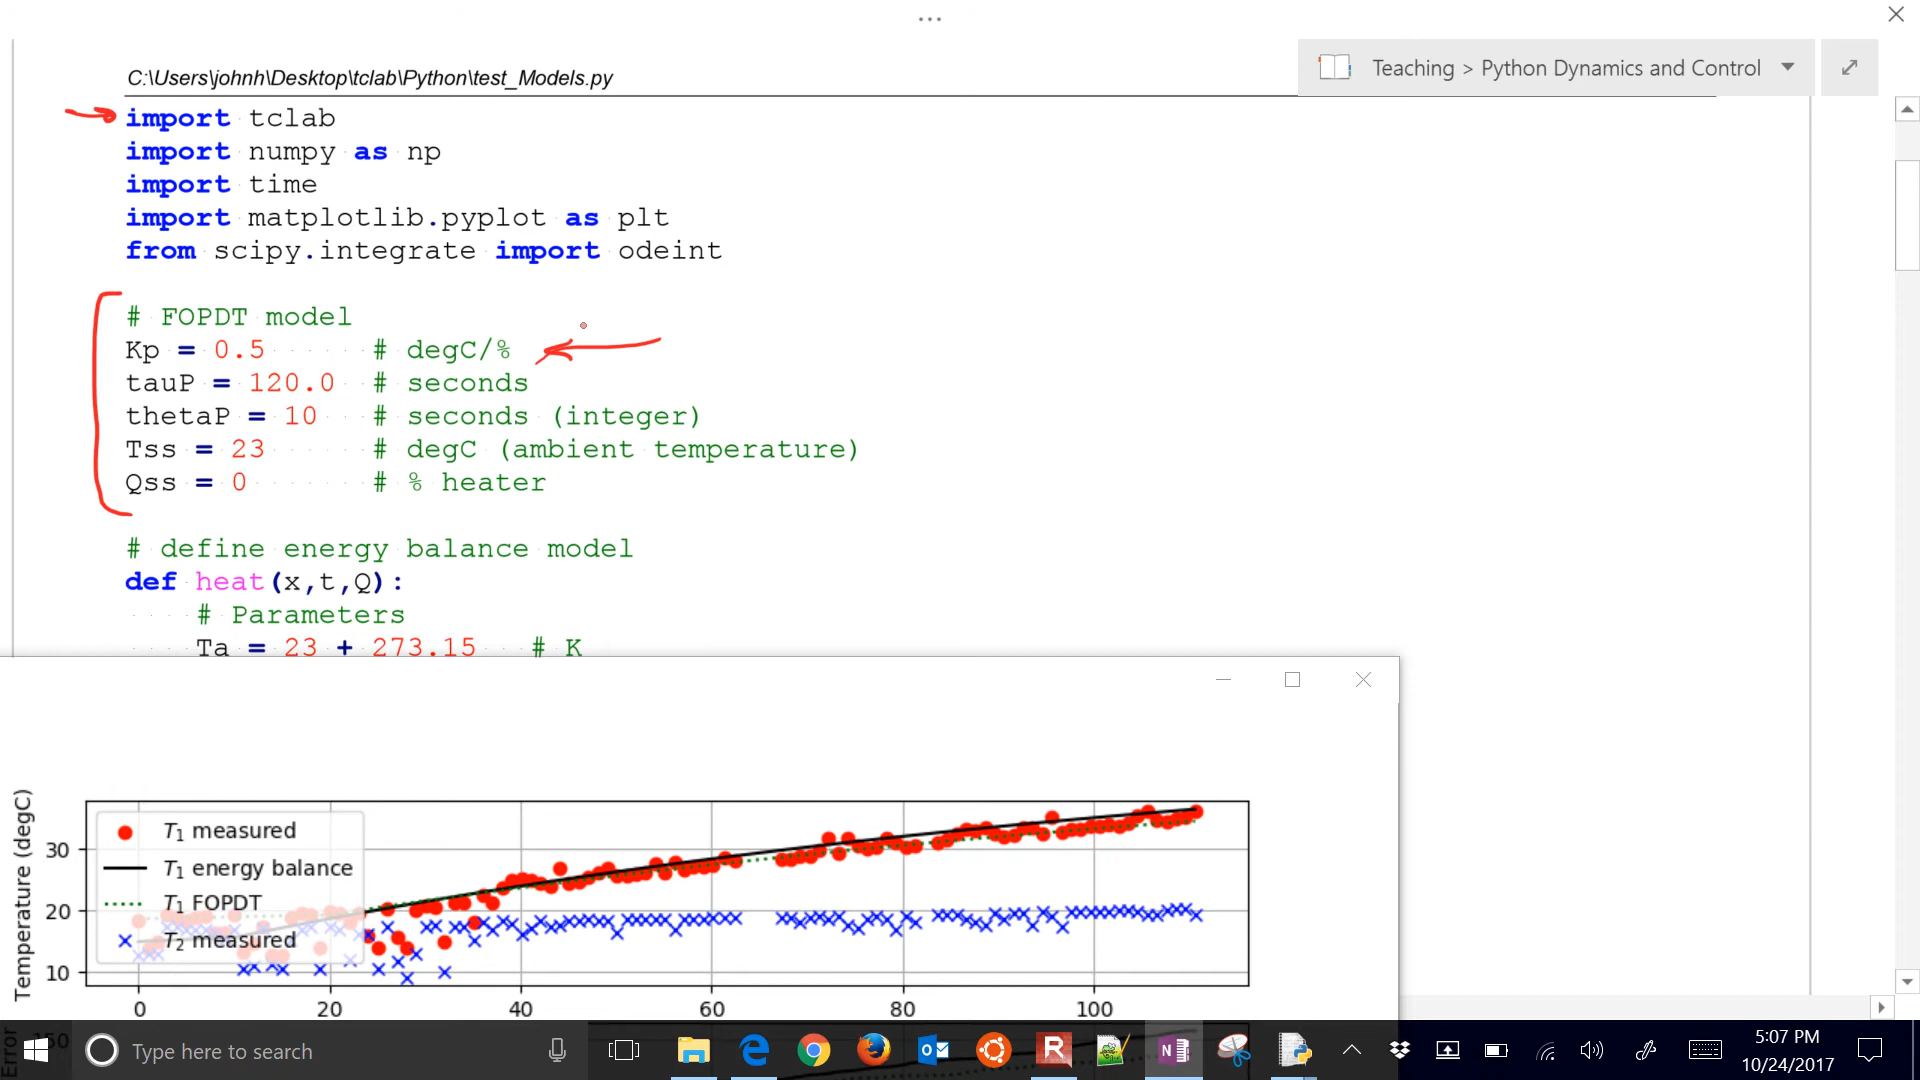 C:\Users\johnh\Desktop\tclab\Python\test_Models.py
Teaching > Python Dynamics and Control
import tclab
import numpy as np
import time
import matplotlib.pyplot as plt
from scipy.integrate import odeint
# FOPDT model
Kp = 0.5 # degC/%
tauP = 120.0 # seconds
thetaP = 10 # seconds (integer)
Tss = 23 # degC (ambient temperature)
Qss = 0 # % heater
# define energy balance model
def heat(x,t,Q):
# Parameters
Ta = 23 + 273.15 # K
Temperature (degC)
30
20
10
T1 measured
T1 energy balance
T1 FOPDT
T2 measured
0 20 40 60 80 100
Error
50
Type here to search
5:07 PM
10/24/2017